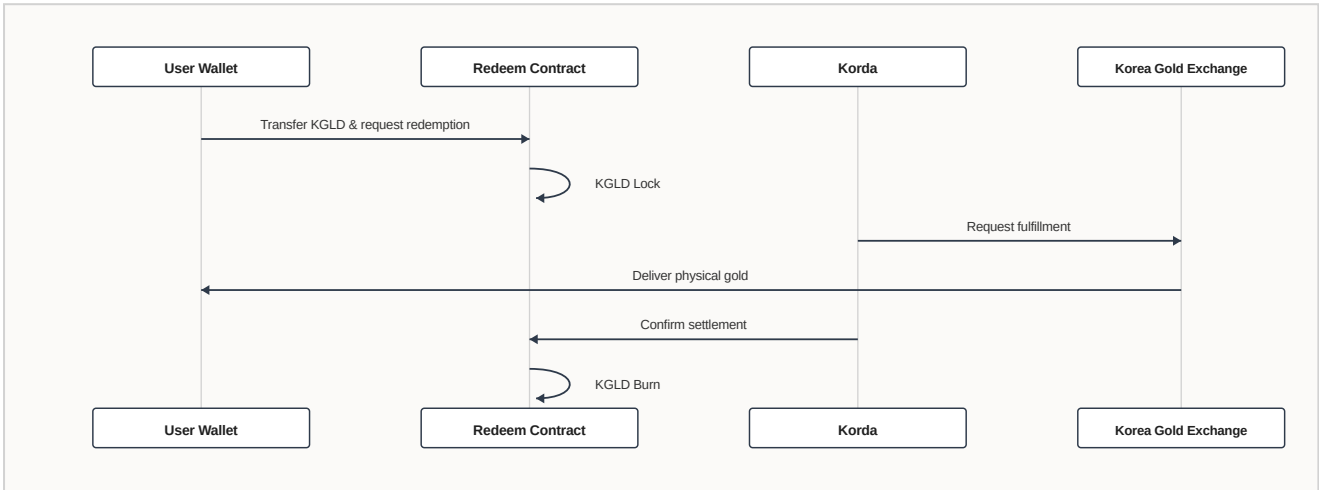 User Wallet
Redeem Contract
Korda
Korea Gold Exchange
Transfer KGLD & request redemption
KGLD Lock
Request fulfillment
Deliver physical gold
Confirm settlement
KGLD Burn
User Wallet
Redeem Contract
Korda
Korea Gold Exchange